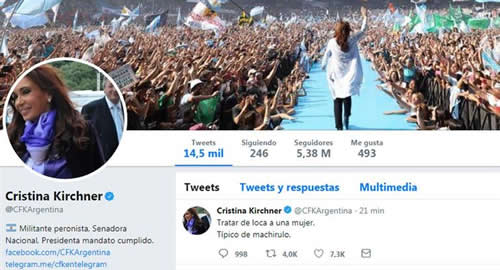 Tweets
14,5 mil
Siguiendo
246
Seguidores
5,38 M
Me gusta
493
Cristina Kirchner
@CFKArgentina
Militante peronista, Senadora
Nacional. Presidenta mandato cumplido.
facebook.com/CFKArgentina
telegram.me/cfkentelegram
Tweets
Tweets y respuestas
Multimedia
Cristina Kirchner @CFKArgentina · 21 min
Tratar de loca a una mujer.
Típico de machirulo.
998
4,0K
7,3K